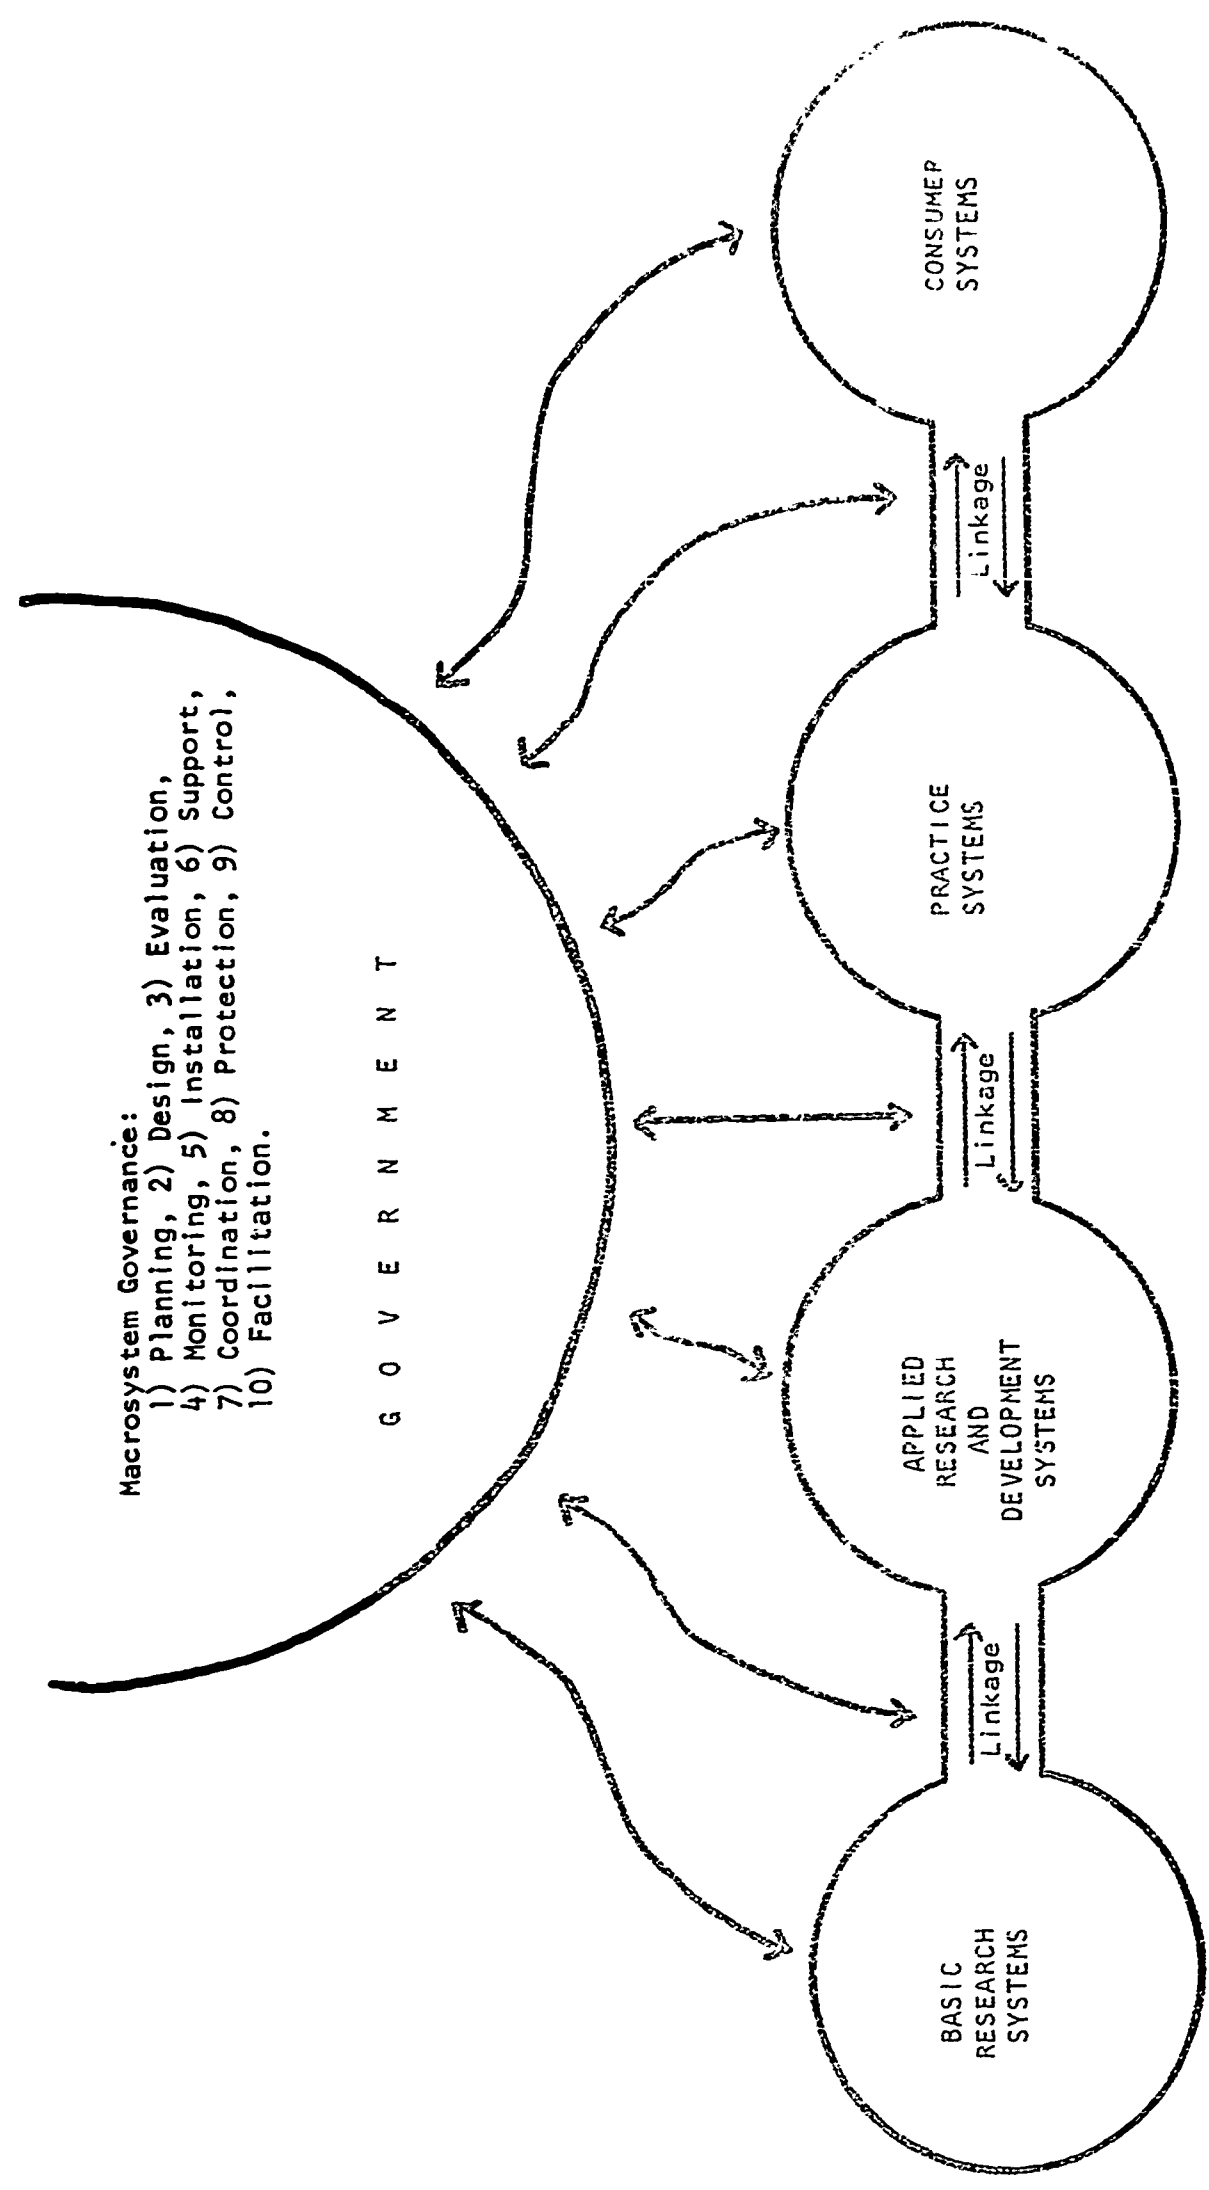 Macrosystem Governance:
1) Planning, 2) Design, 3) Evaluation,
4) Monitoring, 5) Installation, 6) Support,
7) Coordination, 8) Protection, 9) Control,
10) Facilitation.
G O V E R N M E N T
BASIC
RESEARCH
SYSTEMS
Linkage
APPLIED
RESEARCH
AND
DEVELOPMENT
SYSTEMS
Linkage
PRACTICE
SYSTEMS
Linkage
CONSUMER
SYSTEMS